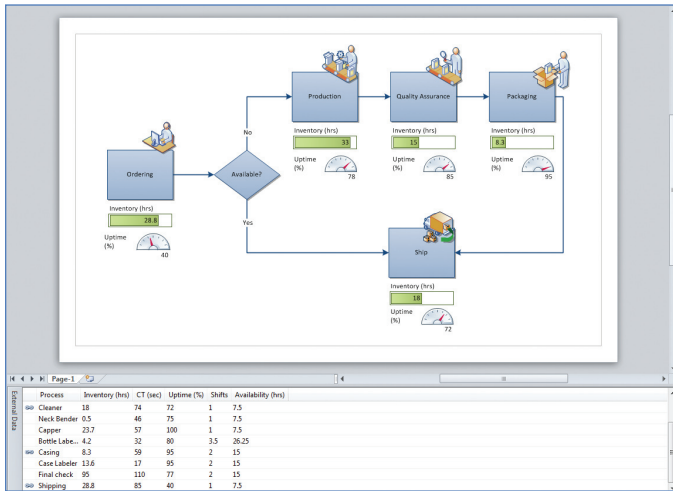 Production
Quality Assurance
Packaging
Inventory (hrs)
33
Uptime
(%)
78
Inventory (hrs)
15
Uptime
(%)
85
Inventory (hrs)
8.3
Uptime
(%)
95
No
Ordering
Available?
Inventory (hrs)
28.8
Uptime
(%)
40
Yes
Ship
Inventory (hrs)
18
Uptime
(%)
72
Page-1
External Data
Process Inventory (hrs) CT (sec) Uptime (%) Shifts Availability (hrs)
Cleaner 18 74 72 1 7.5
Neck Bender 0.5 46 75 1 7.5
Capper 23.7 57 100 1 7.5
Bottle Labe... 4.2 32 80 3.5 26.25
Casing 8.3 59 95 2 15
Case Labeler 13.6 17 95 2 15
Final check 95 110 77 2 15
Shipping 28.8 85 40 1 7.5